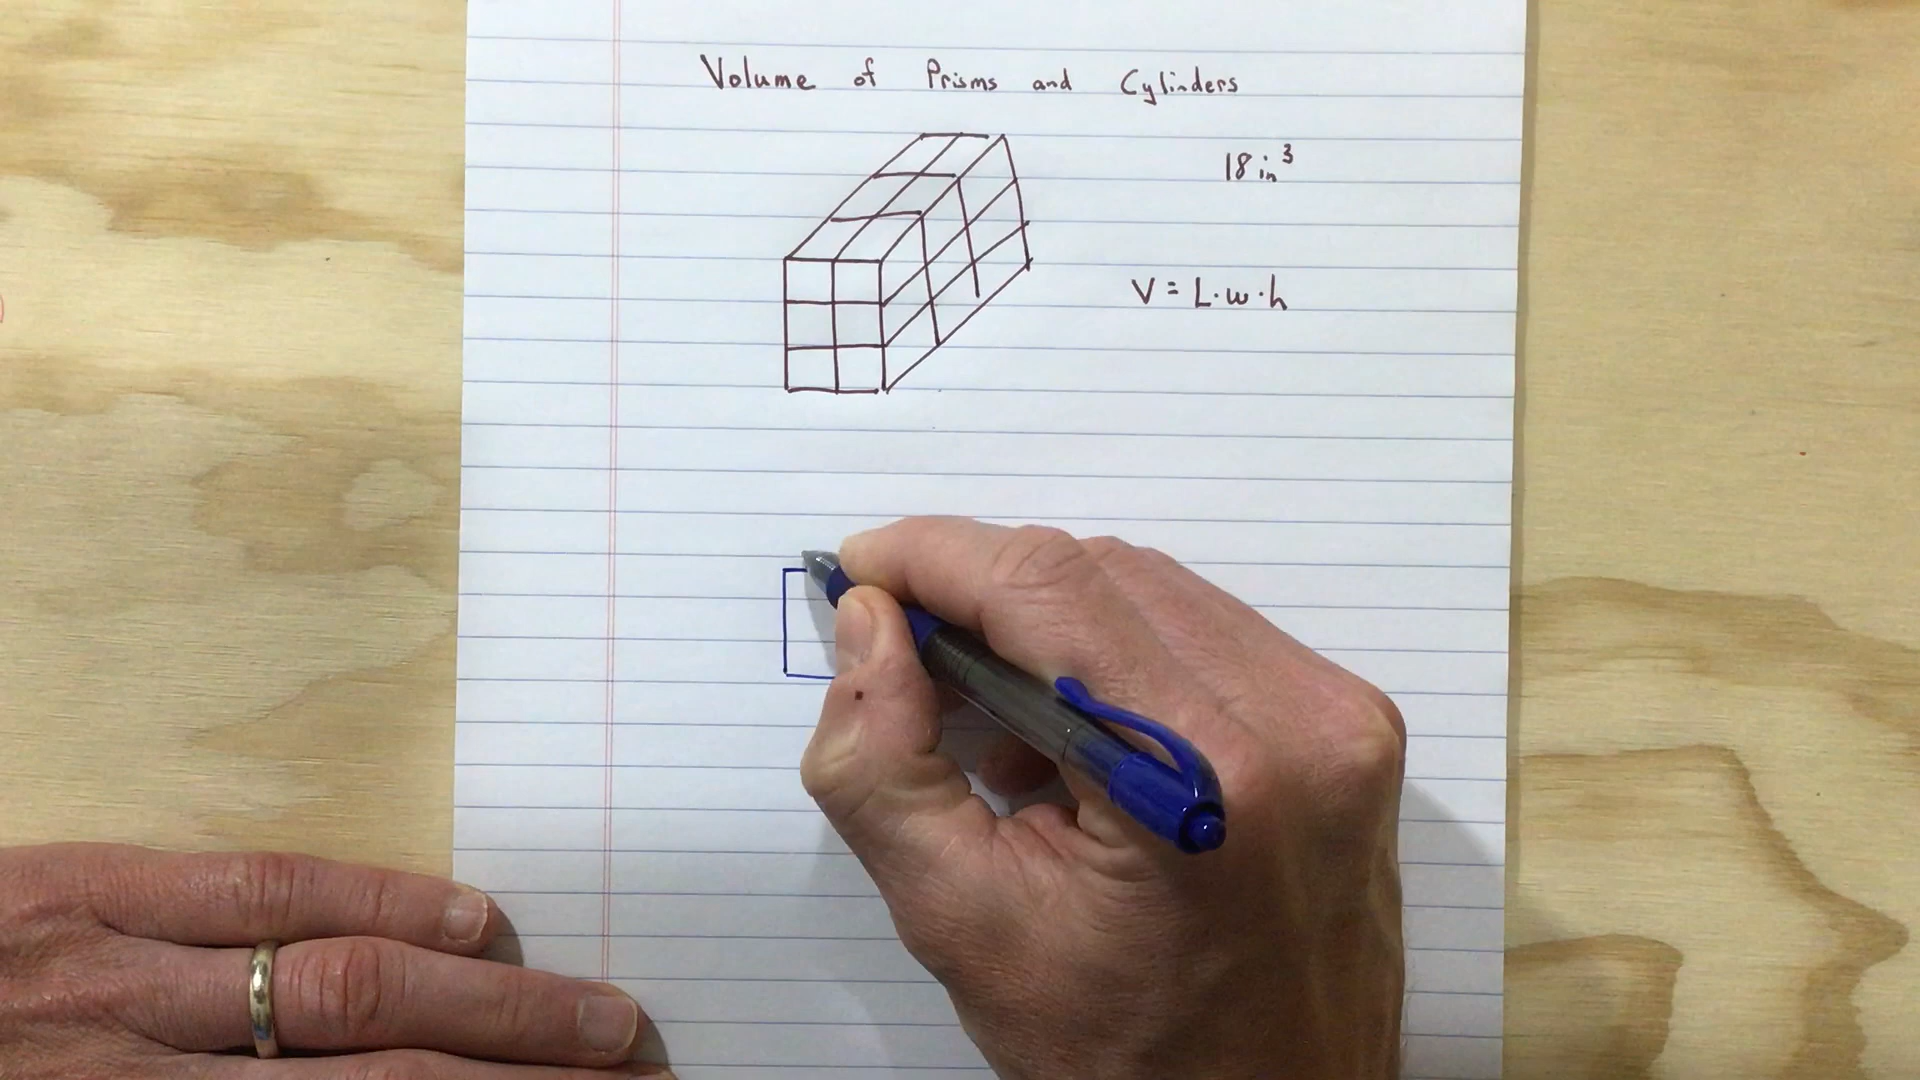 Volume of Prisms and Cylinders
18 in³
V = L·w·h